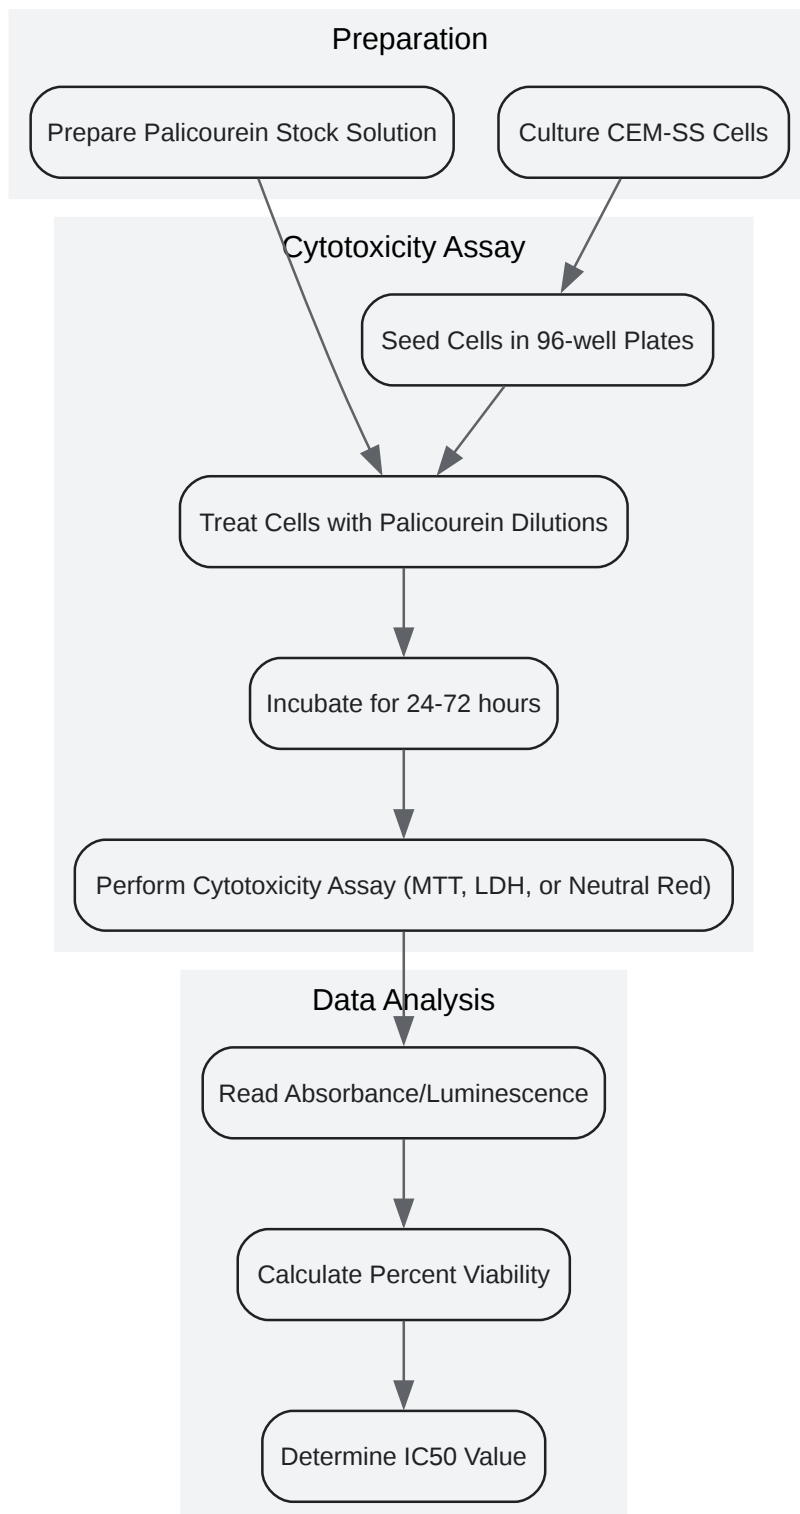 Preparation
Prepare Palicourein Stock Solution
Culture CEM-SS Cells
Cytotoxicity Assay
Seed Cells in 96-well Plates
Treat Cells with Palicourein Dilutions
Incubate for 24-72 hours
Perform Cytotoxicity Assay (MTT, LDH, or Neutral Red)
Data Analysis
Read Absorbance/Luminescence
Calculate Percent Viability
Determine IC50 Value